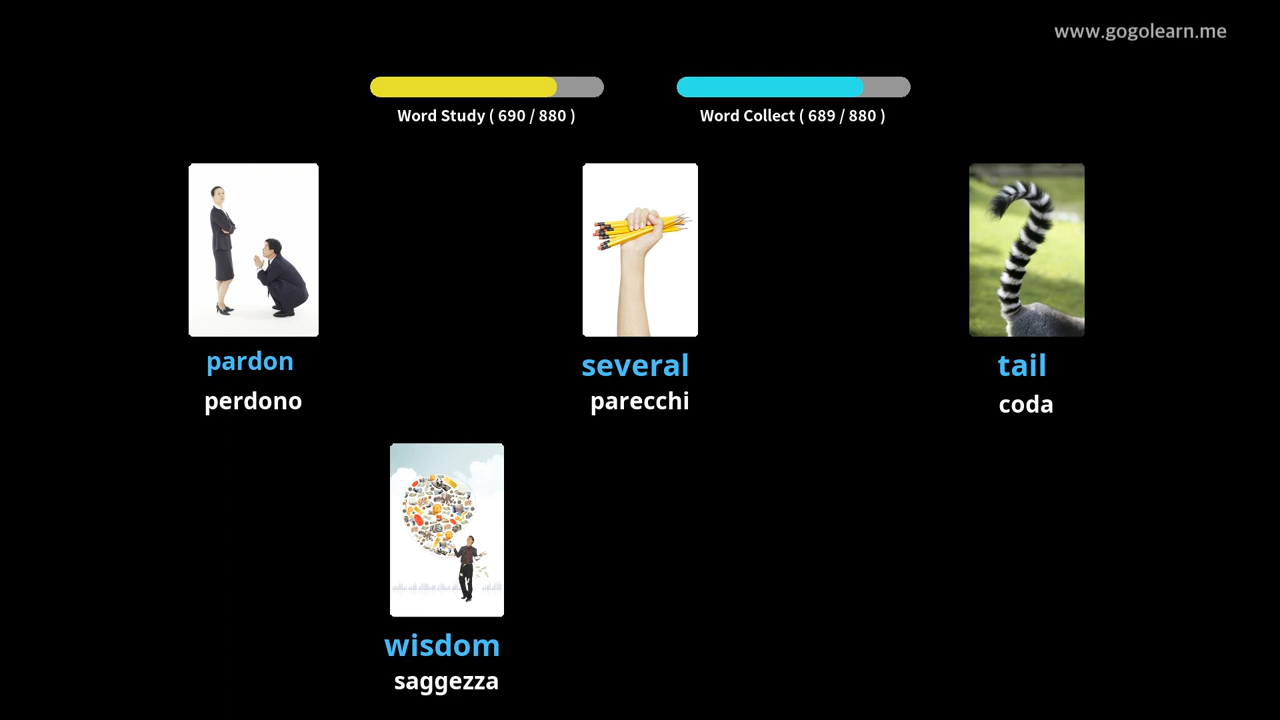 www.gogolearn.me
Word Study ( 690 / 880 )
Word Collect ( 689 / 880 )
pardon
perdono
several
parecchi
tail
coda
wisdom
saggezza